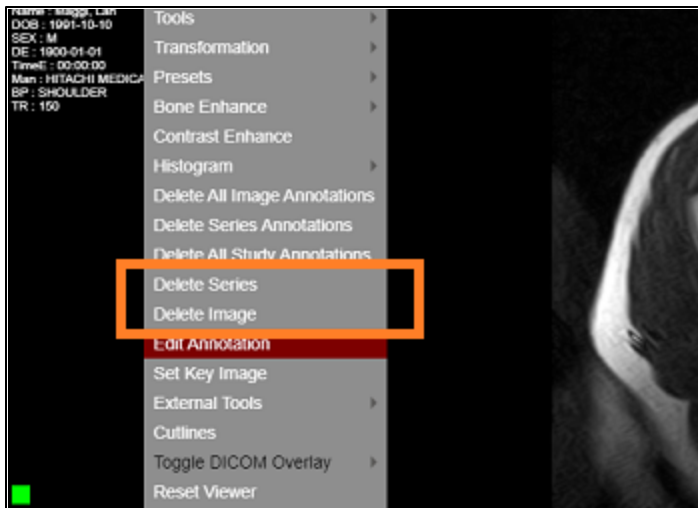 DOB : 1991-10-10
SEX : M
DE : 1900-01-01
TimeE : 00:00:00
Man : HITACHI MEDICA
BP : SHOULDER
TR : 150
Tools
Transformation
Presets
Bone Enhance
Contrast Enhance
Histogram
Delete All Image Annotations
Delete Series Annotations
Delete All Study Annotations
Delete Series
Delete Image
Edit Annotation
Set Key Image
External Tools
Cutlines
Toggle DICOM Overlay
Reset Viewer